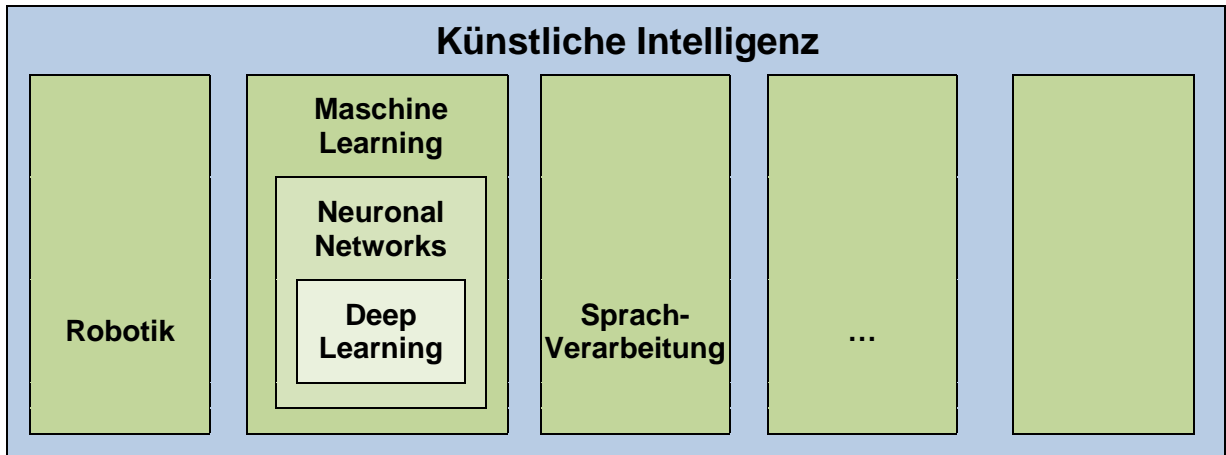 Künstliche Intelligenz
Robotik
Maschine
Learning
Neuronal
Networks
Deep
Learning
Sprach-
Verarbeitung
…